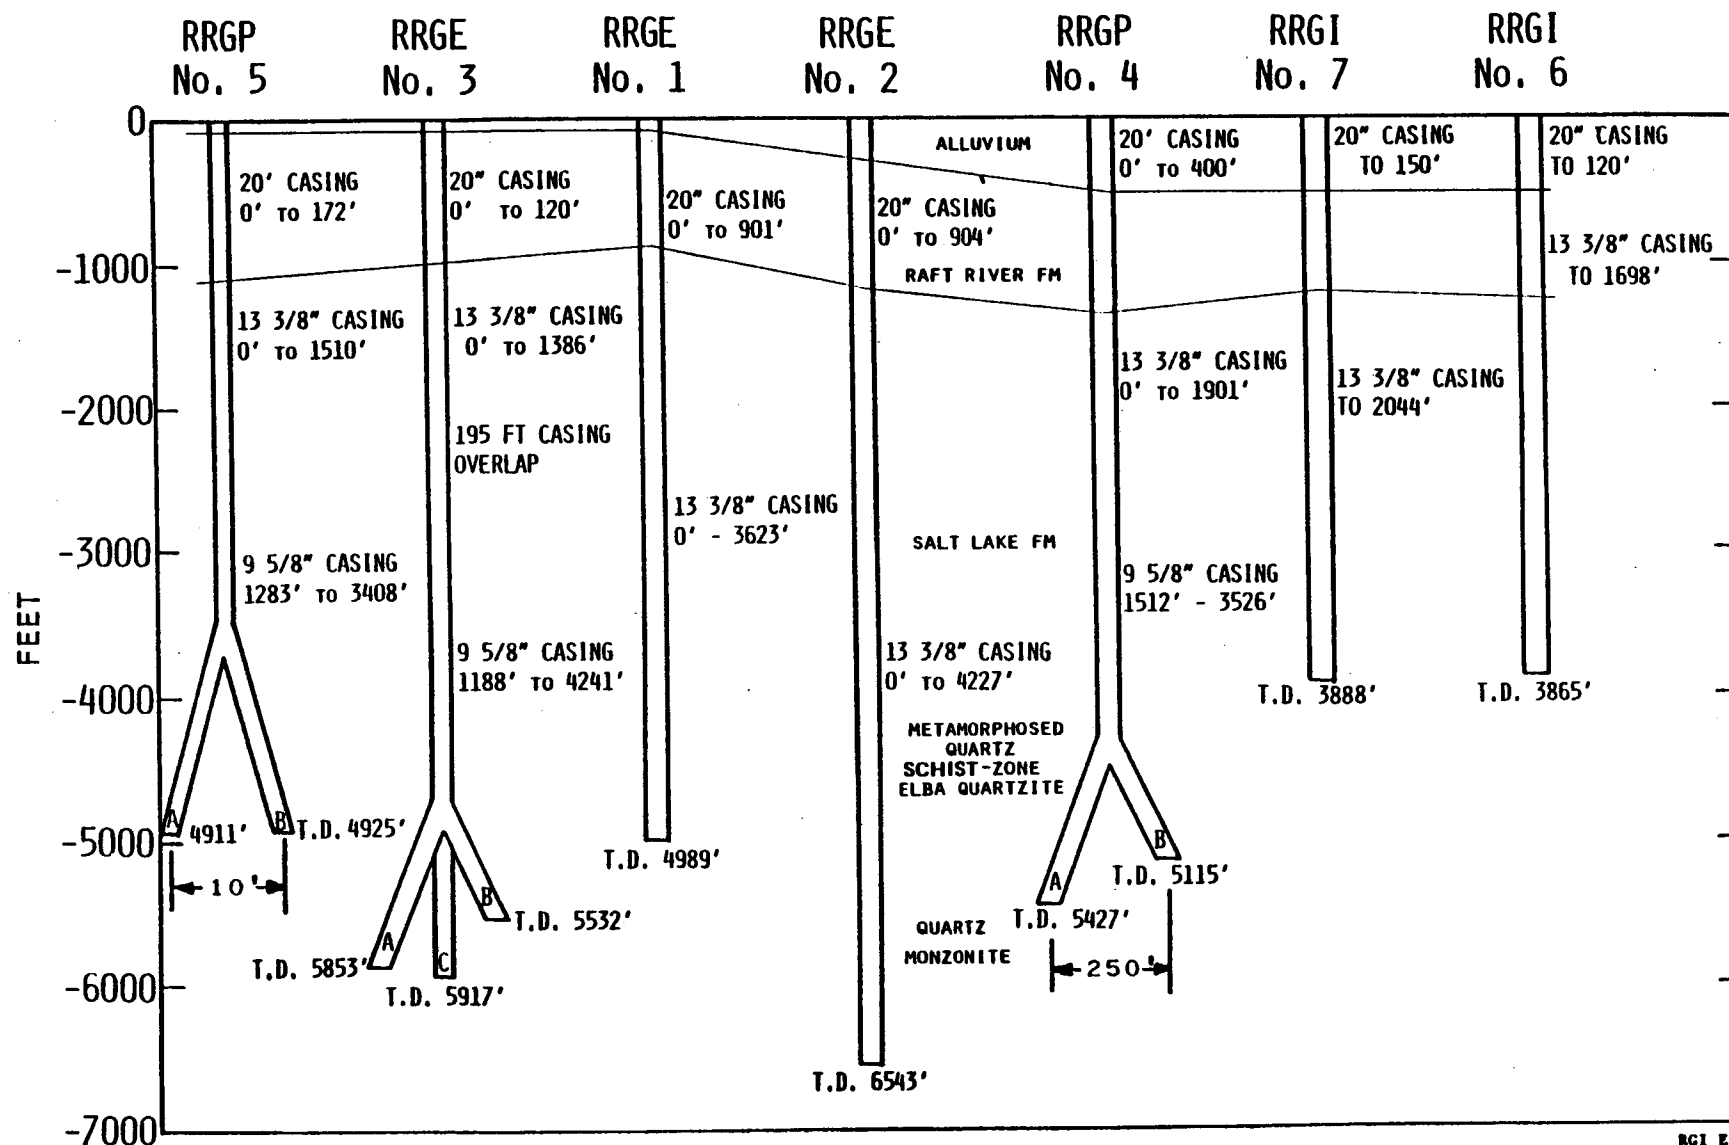 RRGP
No. 5
RRGE
No. 3
RRGE
No. 1
RRGE
No. 2
RRGP
No. 4
RRGI
No. 7
RRGI
No. 6
FEET
0
-1000
-2000
-3000
-4000
-5000
-6000
-7000
20' CASING
0' TO 172'
13 3/8" CASING
0' TO 1510'
9 5/8" CASING
1283' TO 3408'
A
4911'
B
T.D. 4925'
10'
20" CASING
0' TO 120'
13 3/8" CASING
0' TO 1386'
195 FT CASING
OVERLAP
9 5/8" CASING
1188' TO 4241'
A
B
C
T.D. 5853'
T.D. 5532'
T.D. 5917'
20" CASING
0' TO 901'
13 3/8" CASING
0' - 3623'
T.D. 4989'
20" CASING
0' TO 904'
13 3/8" CASING
0' TO 4227'
T.D. 6543'
ALLUVIUM
RAFT RIVER FM
SALT LAKE FM
METAMORPHOSED
QUARTZ
SCHIST-ZONE
ELBA QUARTZITE
QUARTZ
MONZONITE
20' CASING
0' TO 400'
13 3/8" CASING
0' TO 1901'
9 5/8" CASING
1512' - 3526'
A
B
T.D. 5115'
T.D. 5427'
250'
20" CASING
TO 150'
13 3/8" CASING
TO 2044'
T.D. 3888'
20" CASING
TO 120'
13 3/8" CASING
TO 1698'
T.D. 3865'
RGI E